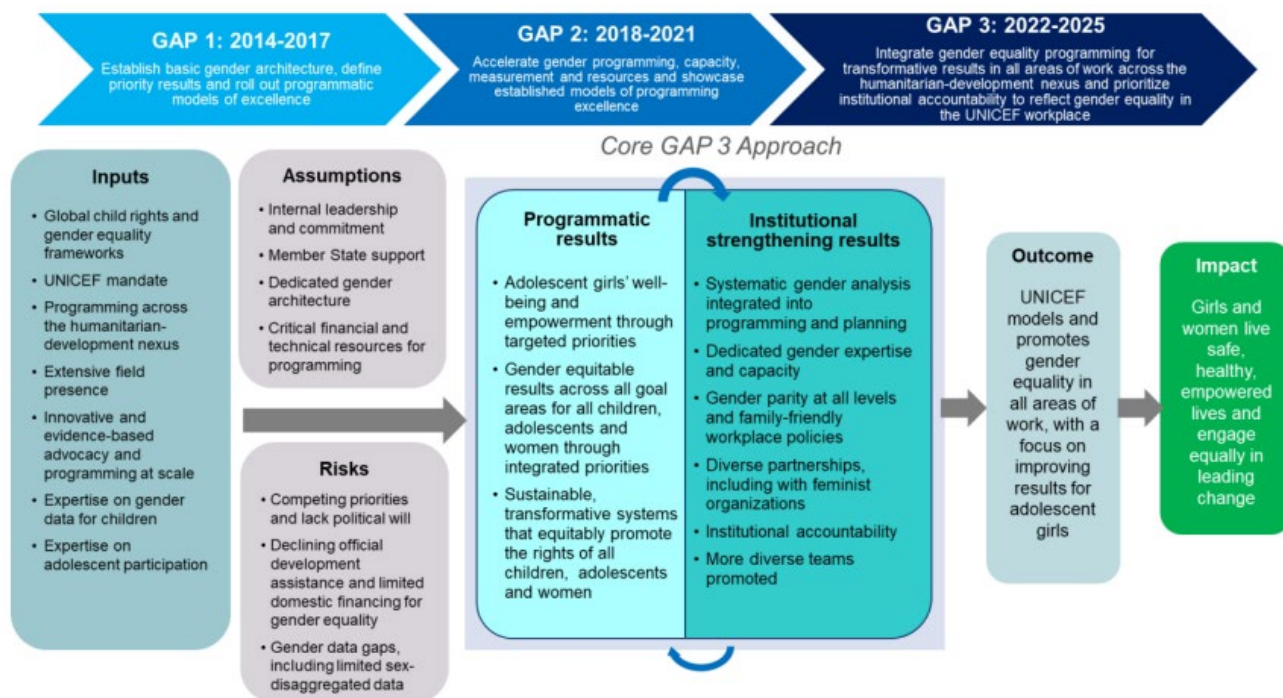 GAP 1: 2014-2017
Establish basic gender architecture, define
priority results and roll out programmatic
models of excellence
GAP 2: 2018-2021
Accelerate gender programming, capacity,
measurement and resources and showcase
established models of programming
excellence
GAP 3: 2022-2025
Integrate gender equality programming for
transformative results in all areas of work across the
humanitarian-development nexus and prioritize
institutional accountability to reflect gender equality in
the UNICEF workplace
Core GAP 3 Approach
Inputs
• Global child rights and
gender equality
frameworks
• UNICEF mandate
• Programming across
the humanitarian-
development nexus
• Extensive field
presence
• Innovative and
evidence-based
advocacy and
programming at scale
• Expertise on gender
data for children
• Expertise on
adolescent participation
Assumptions
• Internal leadership
and commitment
• Member State support
• Dedicated gender
architecture
• Critical financial and
technical resources for
programming
Risks
• Competing priorities
and lack political will
• Declining official
development
assistance and limited
domestic financing for
gender equality
• Gender data gaps,
including limited sex-
disaggregated data
Programmatic
results
• Adolescent girls' well-
being and
empowerment through
targeted priorities
• Gender equitable
results across all goal
areas for all children,
adolescents and
women through
integrated priorities
• Sustainable,
transformative systems
that equitably promote
the rights of all
children, adolescents
and women
Institutional
strengthening results
• Systematic gender analysis
integrated into
programming and planning
• Dedicated gender expertise
and capacity
• Gender parity at all levels
and family-friendly
workplace policies
• Diverse partnerships,
including with feminist
organizations
• Institutional accountability
• More diverse teams
promoted
Outcome
UNICEF
models and
promotes
gender
equality in
all areas of
work, with a
focus on
improving
results for
adolescent
girls
Impact
Girls and
women live
safe,
healthy,
empowered
lives and
engage
equally in
leading
change